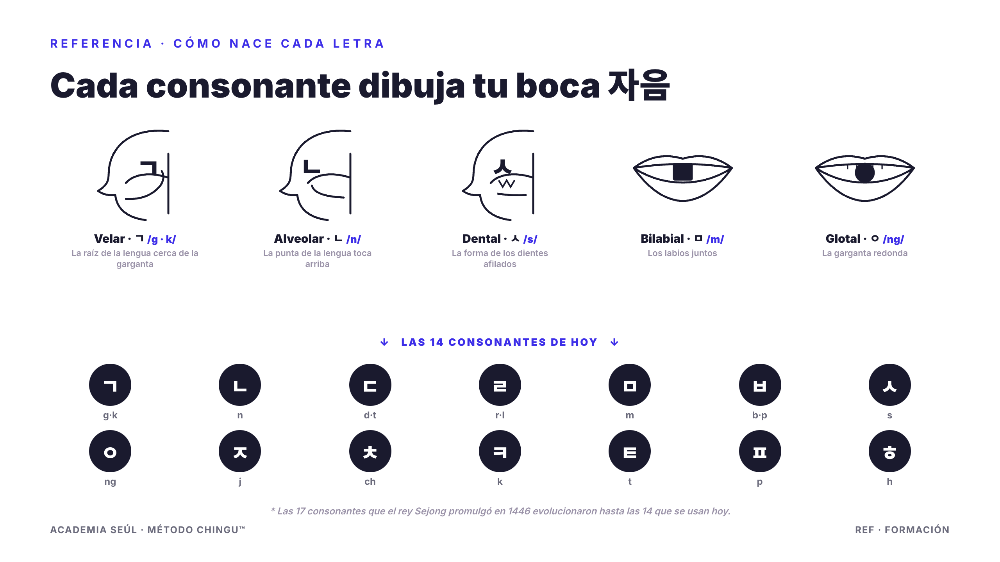 REFERENCIA · CÓMO NACE CADA LETRA
Cada consonante dibuja tu boca 자음
ㄱ
ㄴ
ㅅ
Velar · ㄱ /g · k/
La raíz de la lengua cerca de la
garganta
Alveolar · ㄴ /n/
La punta de la lengua toca
arriba
Dental · ㅅ /s/
La forma de los dientes
afilados
Bilabial · ㅁ /m/
Los labios juntos
Glotal · ㅇ /ng/
La garganta redonda
↓ LAS 14 CONSONANTES DE HOY ↓
ㄱ ㄴ ㄷ ㄹ ㅁ ㅂ ㅅ
g·k n d·t r·l m b·p s
ㅇ ㅈ ㅊ ㅋ ㅌ ㅍ ㅎ
ng j ch k t p h
* Las 17 consonantes que el rey Sejong promulgó en 1446 evolucionaron hasta las 14 que se usan hoy.
ACADEMIA SEÚL · MÉTODO CHINGU™
REF · FORMACIÓN